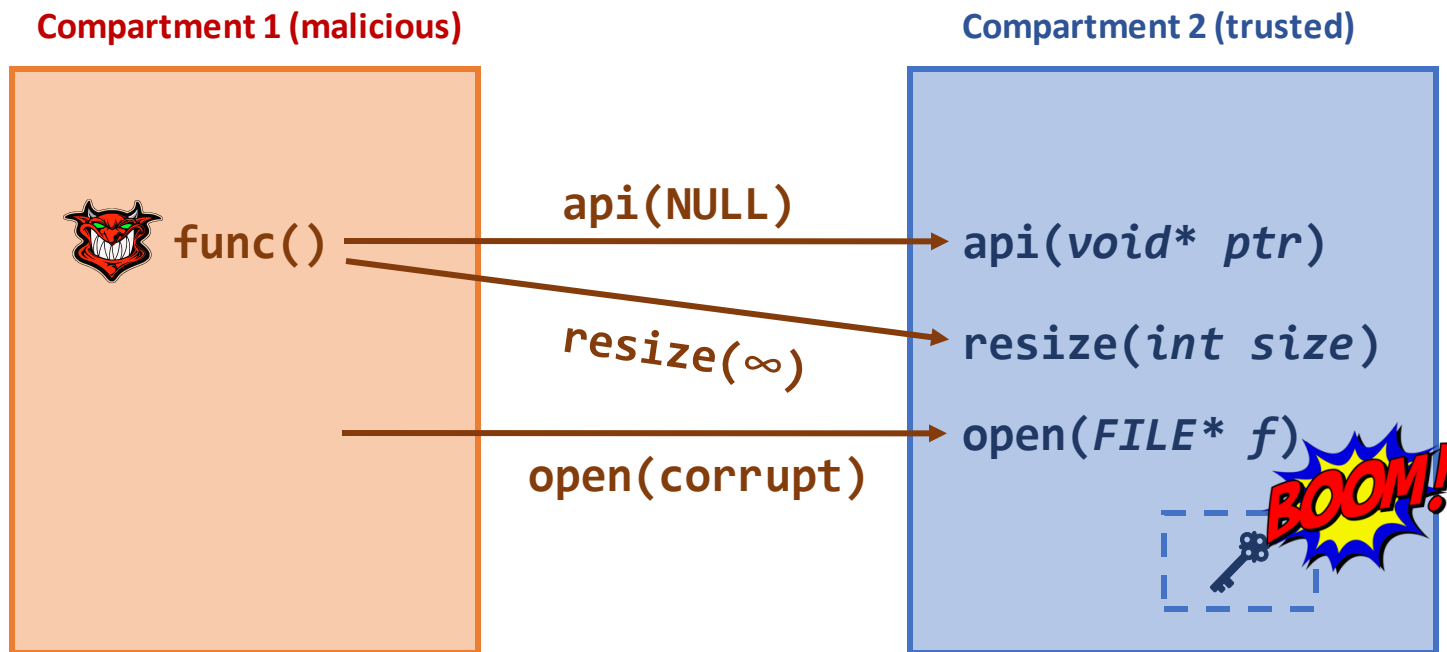 Compartment 1 (malicious)
Compartment 2 (trusted)
api(NULL)
func()
api(void* ptr)
resize(∞)
resize(int size)
open(FILE* f)
open(corrupt)
BOOM!